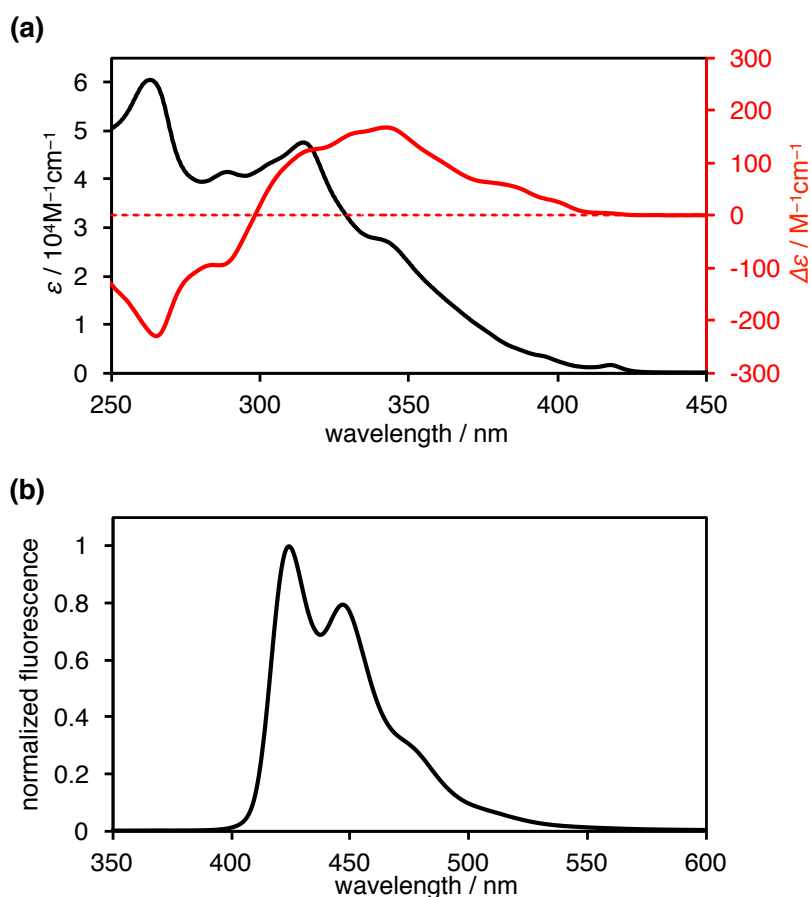 (a)
6
5
4
3
2
1
0
ε / 10⁴M⁻¹cm⁻¹
300
200
100
0
-100
-200
-300
Δε / M⁻¹cm⁻¹
250 300 350 400 450
wavelength / nm
(b)
1
0.8
0.6
0.4
0.2
0
normalized fluorescence
350 400 450 500 550 600
wavelength / nm